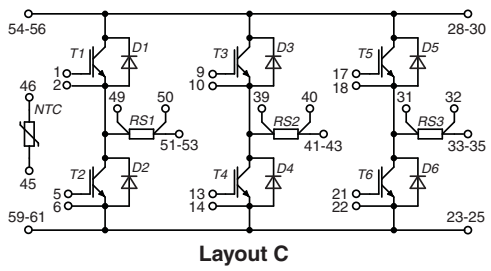 54-56 28-30
T1 D1 T3 D3 T5 D5
1 9 17
2 10 18
46 49 50 39 40 31 32
NTC RS1 RS2 RS3
51-53 41-43 33-35
45 T2 D2 T4 D4 T6 D6
5 13 21
6 14 22
59-61 23-25
Layout C